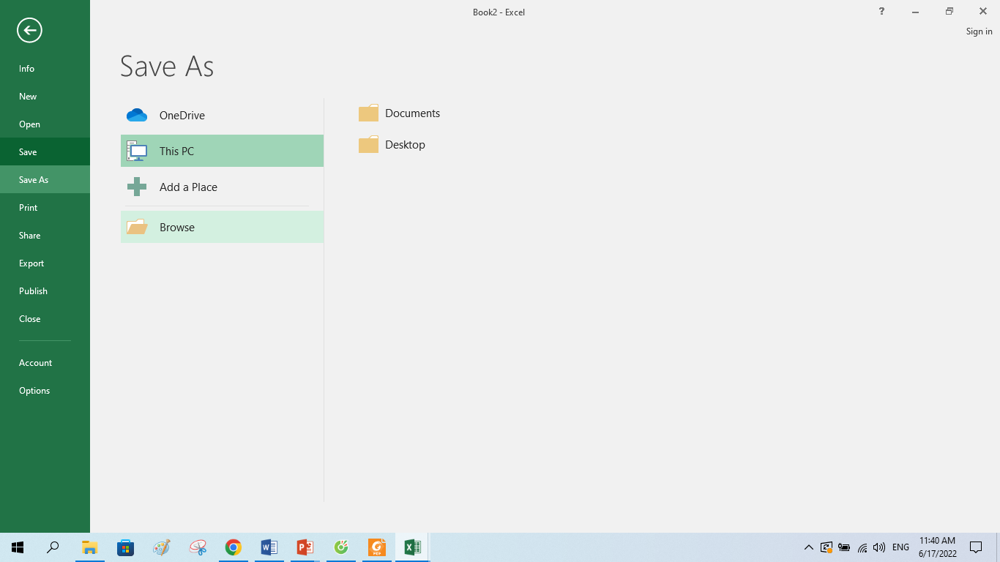 Book2 - Excel
?
Sign in
Info
New
Open
Save
Save As
Print
Share
Export
Publish
Close
Account
Options
Save As
OneDrive
This PC
Add a Place
Browse
Documents
Desktop
PDF
ENG
11:40 AM
6/17/2022